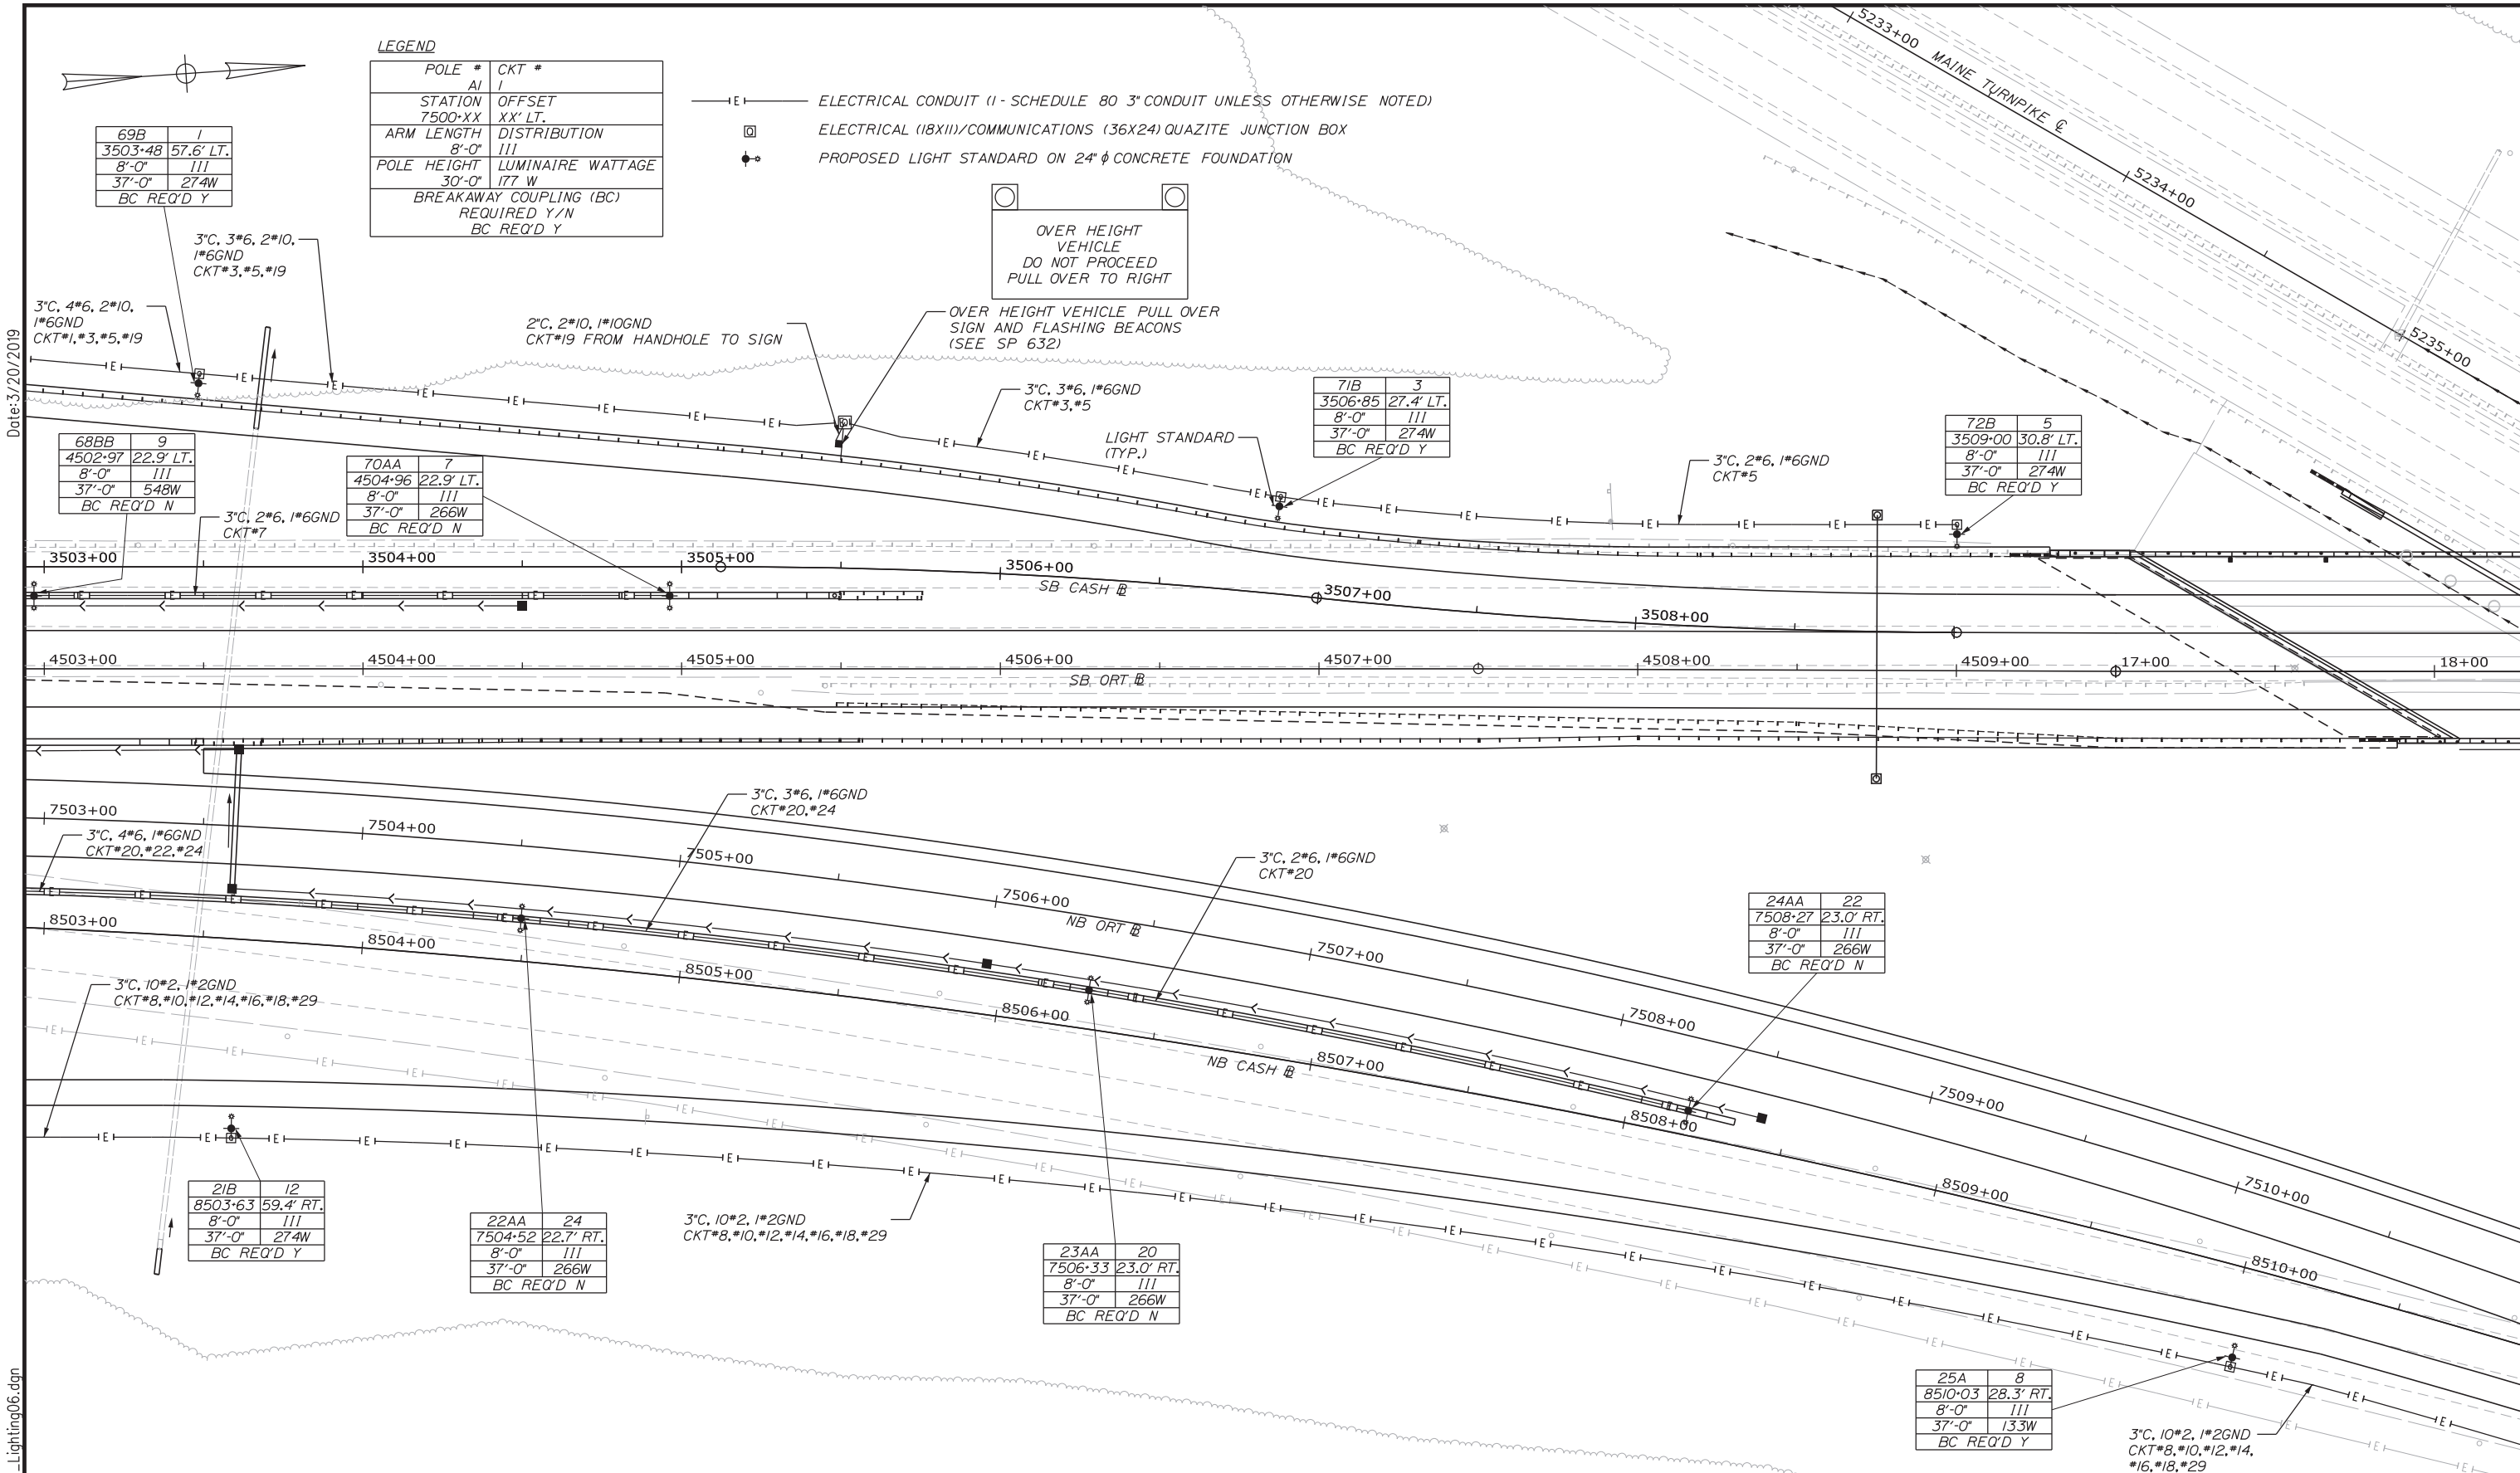 LEGEND
POLE # CKT #
A1 1
STATION OFFSET
7500+XX XX' LT.
ARM LENGTH DISTRIBUTION
8'-0" III
POLE HEIGHT LUMINAIRE WATTAGE
30'-0" 177 W
BREAKAWAY COUPLING (BC)
REQUIRED Y/N
BC REQ'D Y
E ELECTRICAL CONDUIT (1 - SCHEDULE 80 3" CONDUIT UNLESS OTHERWISE NOTED)
ELECTRICAL (18X11)/COMMUNICATIONS (36X24) QUAZITE JUNCTION BOX
PROPOSED LIGHT STANDARD ON 24" ϕ CONCRETE FOUNDATION
OVER HEIGHT
VEHICLE
DO NOT PROCEED
PULL OVER TO RIGHT
OVER HEIGHT VEHICLE PULL OVER
SIGN AND FLASHING BEACONS
(SEE SP 632)
5233+00
MAINE TURNPIKE ℄
5234+00
5235+00
69B 1
3503+48 57.6' LT.
8'-0" III
37'-0" 274W
BC REQ'D Y
3"C, 3#6, 2#10,
1#6GND
CKT#3,#5,#19
3"C, 4#6, 2#10,
1#6GND
CKT#1,#3,#5,#19
2"C, 2#10, 1#10GND
CKT#19 FROM HANDHOLE TO SIGN
3"C, 3#6, 1#6GND
CKT#3,#5
LIGHT STANDARD
(TYP.)
71B 3
3506+85 27.4' LT.
8'-0" III
37'-0" 274W
BC REQ'D Y
3"C, 2#6, 1#6GND
CKT#5
72B 5
3509+00 30.8' LT.
8'-0" III
37'-0" 274W
BC REQ'D Y
68BB 9
4502+97 22.9' LT.
8'-0" III
37'-0" 548W
BC REQ'D N
70AA 7
4504+96 22.9' LT.
8'-0" III
37'-0" 266W
BC REQ'D N
3"C, 2#6, 1#6GND
CKT#7
3503+00
3504+00
3505+00
3506+00
SB CASH BL
3507+00
3508+00
4503+00
4504+00
4505+00
4506+00
4507+00
4508+00
4509+00
17+00
18+00
SB ORT BL
7503+00
7504+00
7505+00
7506+00
NB ORT BL
7507+00
7508+00
7509+00
7510+00
3"C, 3#6, 1#6GND
CKT#20,#24
3"C, 4#6, 1#6GND
CKT#20,#22,#24
3"C, 2#6, 1#6GND
CKT#20
24AA 22
7508+27 23.0' RT.
8'-0" III
37'-0" 266W
BC REQ'D N
8503+00
8504+00
8505+00
8506+00
NB CASH BL
8507+00
8508+00
8509+00
8510+00
3"C, 10#2, 1#2GND
CKT#8,#10,#12,#14,#16,#18,#29
21B 12
8503+63 59.4' RT.
8'-0" III
37'-0" 274W
BC REQ'D Y
22AA 24
7504+52 22.7' RT.
8'-0" III
37'-0" 266W
BC REQ'D N
3"C, 10#2, 1#2GND
CKT#8,#10,#12,#14,#16,#18,#29
23AA 20
7506+33 23.0' RT.
8'-0" III
37'-0" 266W
BC REQ'D N
25A 8
8510+03 28.3' RT.
8'-0" III
37'-0" 133W
BC REQ'D Y
3"C, 10#2, 1#2GND
CKT#8,#10,#12,#14,
#16,#18,#29
Date:3/20/2019
_Lighting06.dgn